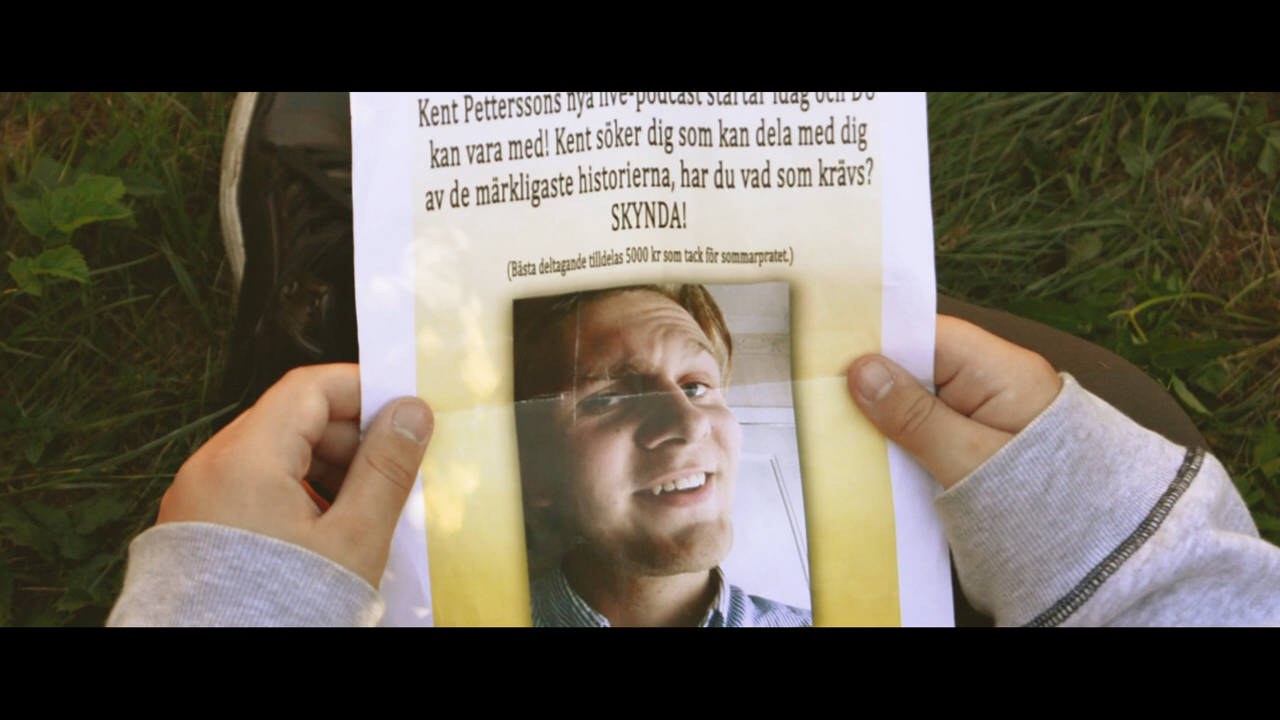 Kent Petterssons nya live-podcast startar idag och DU
kan vara med! Kent söker dig som kan dela med dig
av de märkligaste historierna, har du vad som krävs?
SKYNDA!
(Bästa deltagande tilldelas 5000 kr som tack för sommarpratet.)